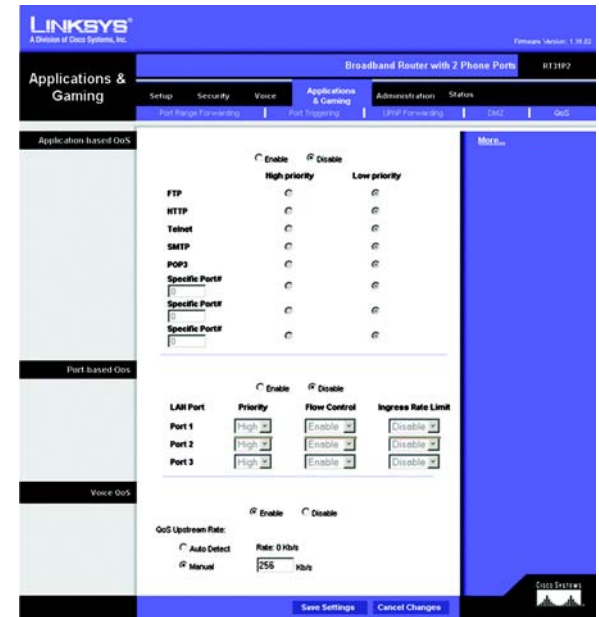 LINKSYS®
A Division of Cisco Systems, Inc.
Firmware Version: 1.18.02
Broadband Router with 2 Phone Ports RT31P2
Applications & Gaming
Setup Security Voice Applications & Gaming Administration Status
Port Range Forwarding | Port Triggering | UPnP Forwarding | DMZ | QoS
Application based QoS
More...
Enable Disable
High priority Low priority
FTP
HTTP
Telnet
SMTP
POP3
Specific Port#
0
Specific Port#
0
Specific Port#
0
Port-based Qos
Enable Disable
LAN Port Priority Flow Control Ingress Rate Limit
Port 1 High Enable Disable
Port 2 High Enable Disable
Port 3 High Enable Disable
Voice QoS
Enable Disable
QoS Upstream Rate:
Auto Detect Rate: 0 Kb/s
Manual 256 Kb/s
Save Settings Cancel Changes
CISCO SYSTEMS